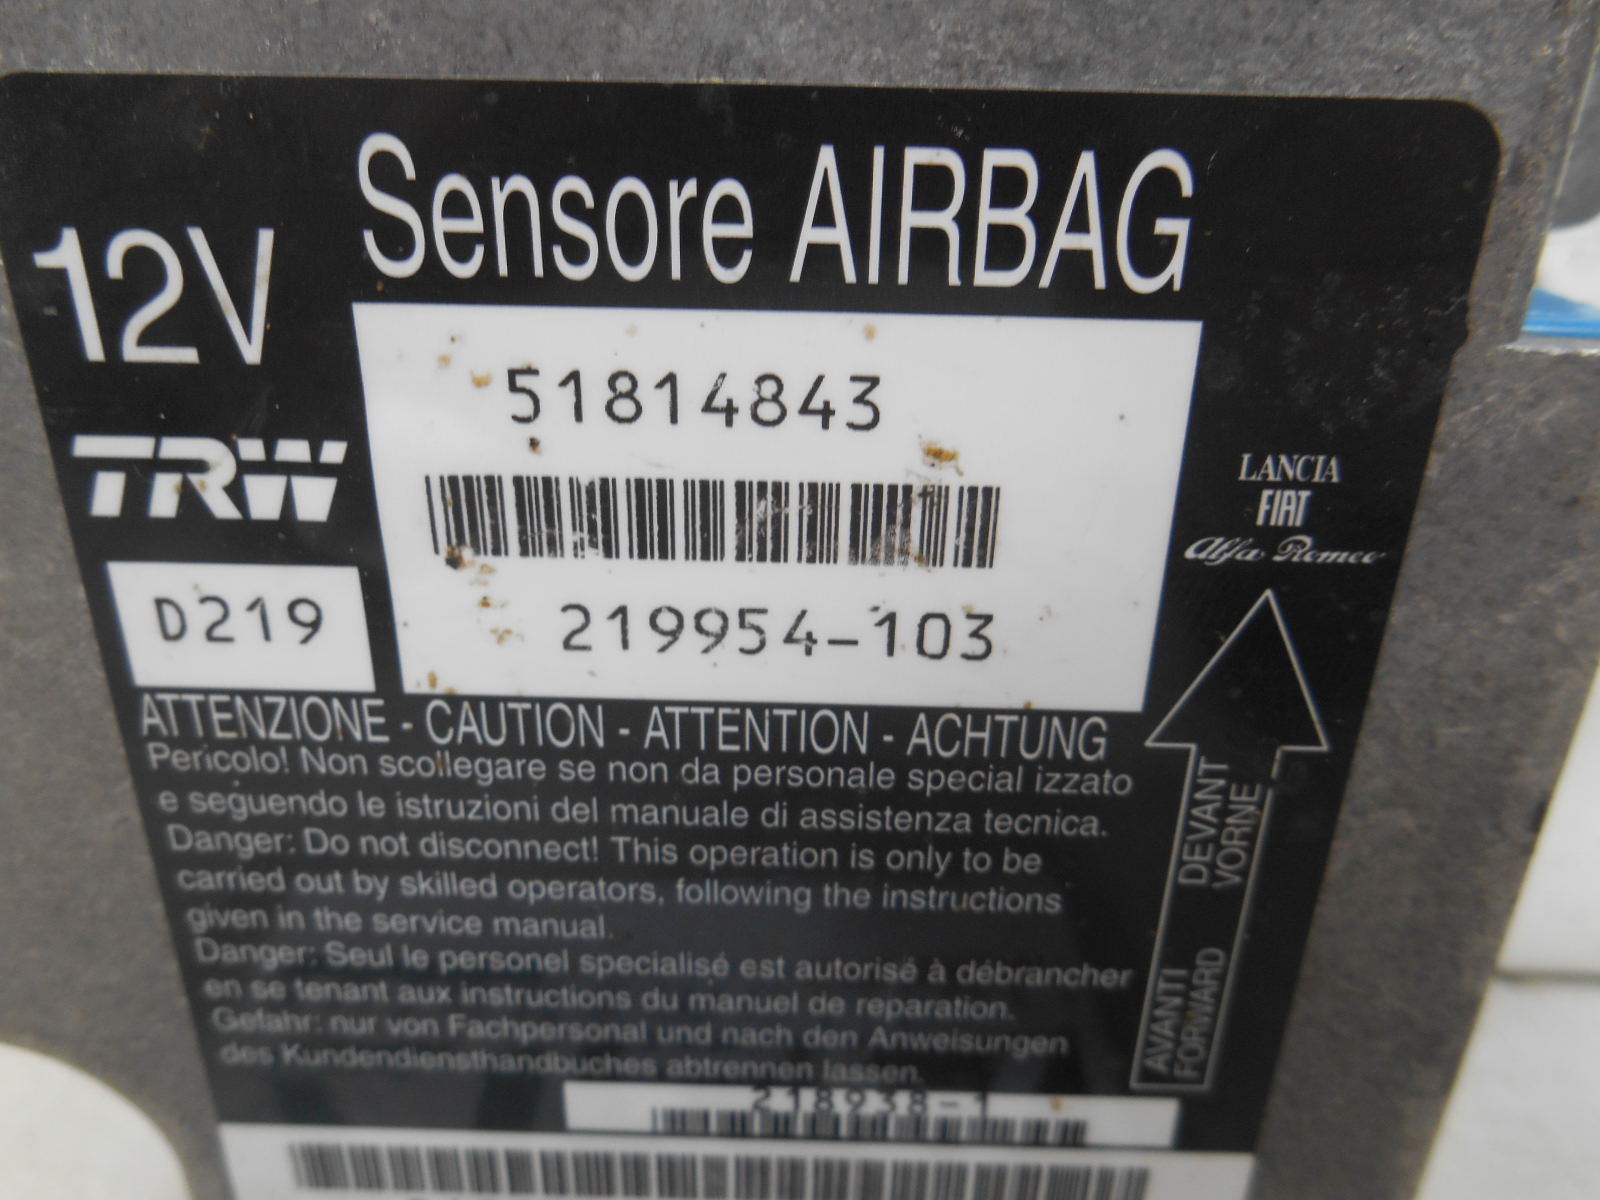 Sensore AIRBAG
12V
51814843
TRW
LANCIA
FIAT
Alfa Romeo
D219
219954-103
ATTENZIONE - CAUTION - ATTENTION - ACHTUNG
Pericolo! Non scollegare se non da personale special izzato
e seguendo le istruzioni del manuale di assistenza tecnica.
Danger: Do not disconnect! This operation is only to be
carried out by skilled operators, following the instructions
given in the service manual.
Danger: Seul le personel specialisé est autorisé à débrancher
en se tenant aux instructions du manuel de reparation.
Gefahr: nur von Fachpersonal und nach den Anweisungen
des Kundendiensthandbuches abtrennen lassen.
AVANTI DEVANT
FORWARD VORNE
218938-1